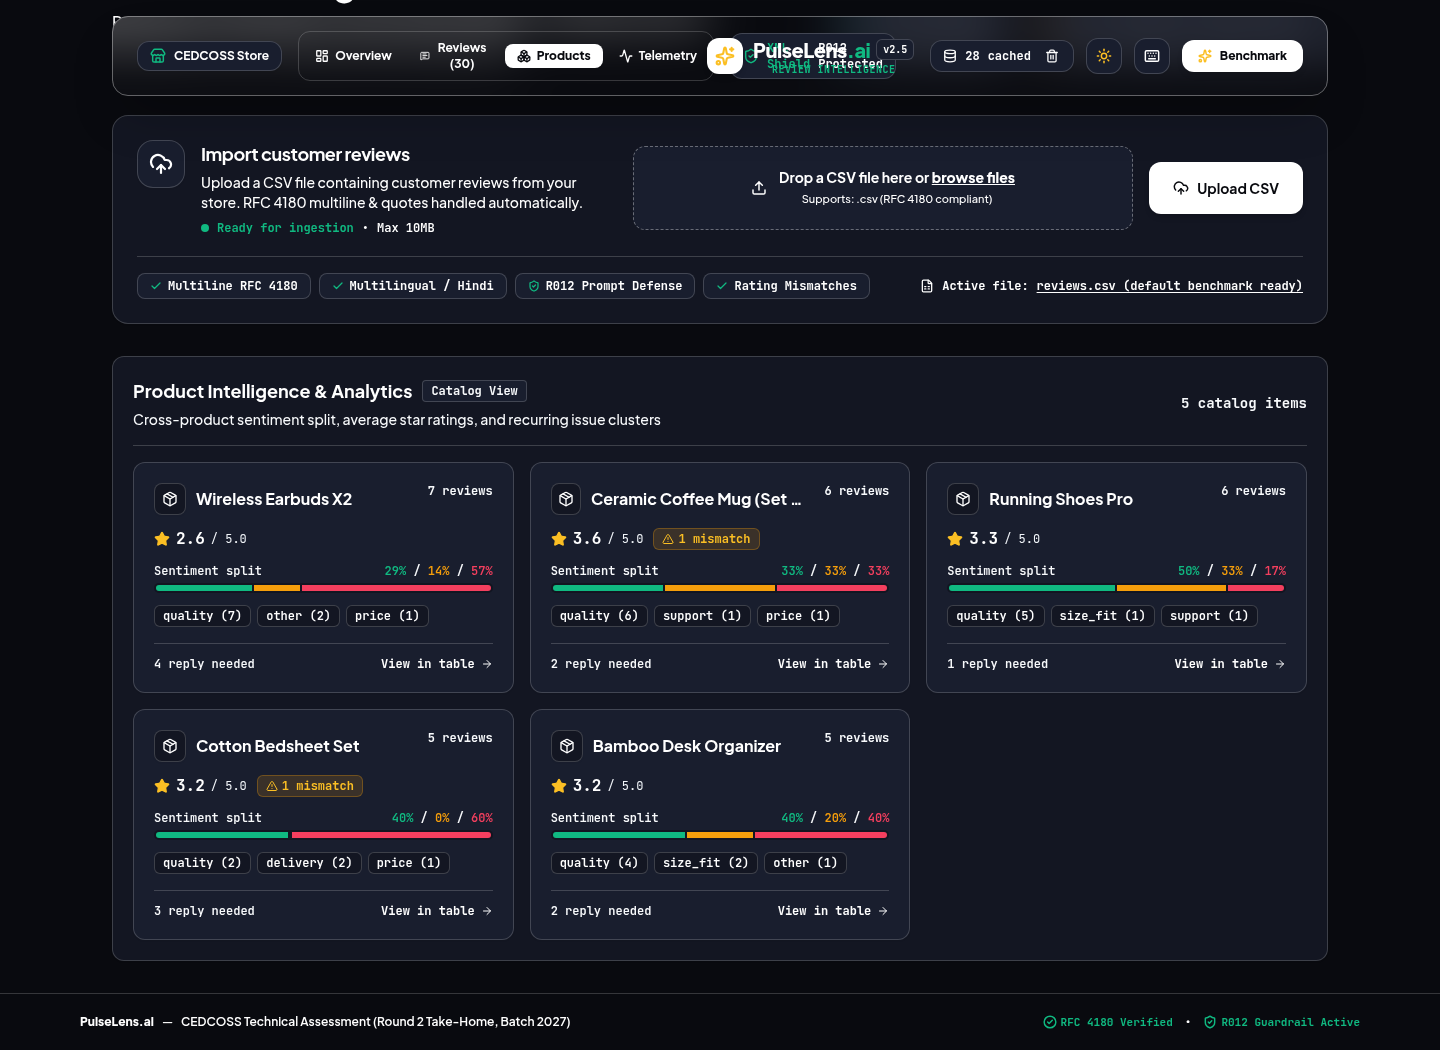 CEDCOSS Store
Overview
Reviews
(30)
Products
Telemetry
PulseLens.ai
v2.5
REVIEW INTELLIGENCE
R012
Shield Protected
28 cached
Benchmark
Import customer reviews
Upload a CSV file containing customer reviews from your
store. RFC 4180 multiline & quotes handled automatically.
Ready for ingestion • Max 10MB
Drop a CSV file here or browse files
Supports: .csv (RFC 4180 compliant)
Upload CSV
Multiline RFC 4180
Multilingual / Hindi
R012 Prompt Defense
Rating Mismatches
Active file: reviews.csv (default benchmark ready)
Product Intelligence & Analytics
Catalog View
Cross-product sentiment split, average star ratings, and recurring issue clusters
5 catalog items
Wireless Earbuds X2
7 reviews
2.6 / 5.0
Sentiment split
29% / 14% / 57%
quality (7)
other (2)
price (1)
4 reply needed
View in table →
Ceramic Coffee Mug (Set …
6 reviews
3.6 / 5.0
1 mismatch
Sentiment split
33% / 33% / 33%
quality (6)
support (1)
price (1)
2 reply needed
View in table →
Running Shoes Pro
6 reviews
3.3 / 5.0
Sentiment split
50% / 33% / 17%
quality (5)
size_fit (1)
support (1)
1 reply needed
View in table →
Cotton Bedsheet Set
5 reviews
3.2 / 5.0
1 mismatch
Sentiment split
40% / 0% / 60%
quality (2)
delivery (2)
price (1)
3 reply needed
View in table →
Bamboo Desk Organizer
5 reviews
3.2 / 5.0
Sentiment split
40% / 20% / 40%
quality (4)
size_fit (2)
other (1)
2 reply needed
View in table →
PulseLens.ai — CEDCOSS Technical Assessment (Round 2 Take-Home, Batch 2027)
RFC 4180 Verified • R012 Guardrail Active